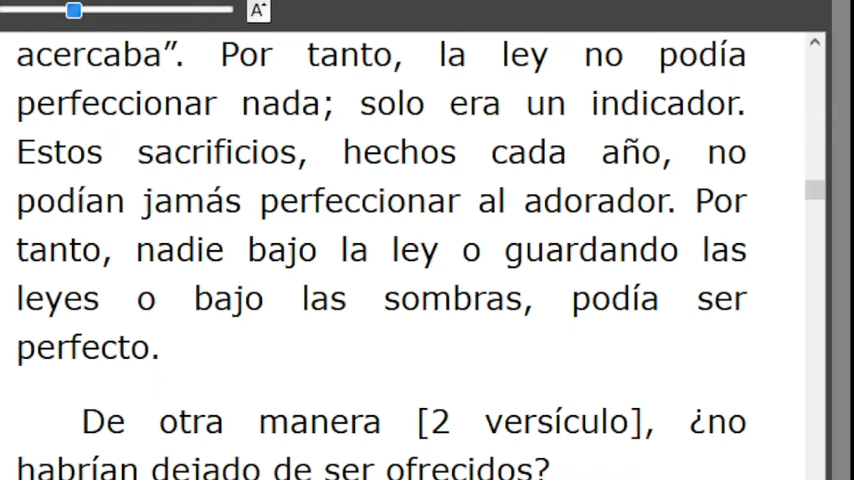 A
acercaba”. Por tanto, la ley no podía
perfeccionar nada; solo era un indicador.
Estos sacrificios, hechos cada año, no
podían jamás perfeccionar al adorador. Por
tanto, nadie bajo la ley o guardando las
leyes o bajo las sombras, podía ser
perfecto.
De otra manera [2 versículo], ¿no
habrían dejado de ser ofrecidos?